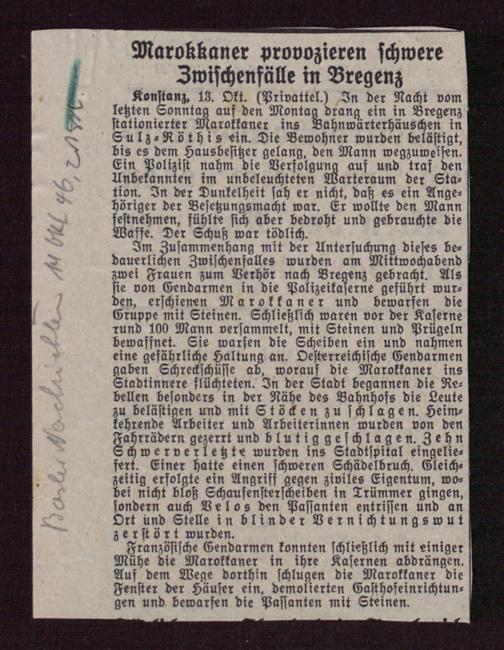 Marokkaner provozieren schwere
Zwischenfälle in Bregenz
Konstanz, 13. Okt. (Privattel.) In der Nacht vom
letzten Sonntag auf den Montag drang ein in Bregenz
stationierter Marokkaner ins Bahnwärterhäuschen in
Sulz-Röthis ein. Die Bewohner wurden belästigt,
bis es dem Hausbesitzer gelang, den Mann wegzuweisen.
Ein Polizist nahm die Verfolgung auf und traf den
Unbekannten im unbeleuchteten Warteraum der Sta-
tion. In der Dunkelheit sah er nicht, daß es ein Ange-
höriger der Besetzungsmacht war. Er wollte den Mann
festnehmen, fühlte sich aber bedroht und gebrauchte die
Waffe. Der Schuß war tödlich.
Im Zusammenhang mit der Untersuchung dieses be-
dauerlichen Zwischenfalles wurden am Mittwochabend
zwei Frauen zum Verhör nach Bregenz gebracht. Als
sie von Gendarmen in die Polizeikaserne geführt wur-
den, erschienen Marokkaner und bewarfen die
Gruppe mit Steinen. Schließlich waren vor der Kaserne
rund 100 Mann versammelt, mit Steinen und Prügeln
bewaffnet. Sie warfen die Scheiben ein und nahmen
eine gefährliche Haltung an. Oesterreichische Gendarmen
gaben Schreckschüsse ab, worauf die Marokkaner ins
Stadtinnere flüchteten. In der Stadt begannen die Re-
bellen besonders in der Nähe des Bahnhofs die Leute
zu belästigen und mit Stöcken zu schlagen. Heim-
kehrende Arbeiter und Arbeiterinnen wurden von den
Fahrrädern gezerrt und blutig geschlagen. Zehn
Schwerverletzte wurden ins Stadtspital eingelie-
fert. Einer hatte einen schweren Schädelbruch. Gleich-
zeitig erfolgte ein Angriff gegen ziviles Eigentum, wo-
bei nicht bloß Schaufensterscheiben in Trümmer gingen,
sondern auch Velos den Passanten entrissen und an
Ort und Stelle in blinder Vernichtungswut
zerstört wurden.
Französische Gendarmen konnten schließlich mit einiger
Mühe die Marokkaner in ihre Kasernen abdrängen.
Auf dem Wege dorthin schlugen die Marokkaner die
Fenster der Häuser ein, demolierten Gasthofeinrichtun-
gen und bewarfen die Passanten mit Steinen.
Basler Nachrichten 14 Okt 46,